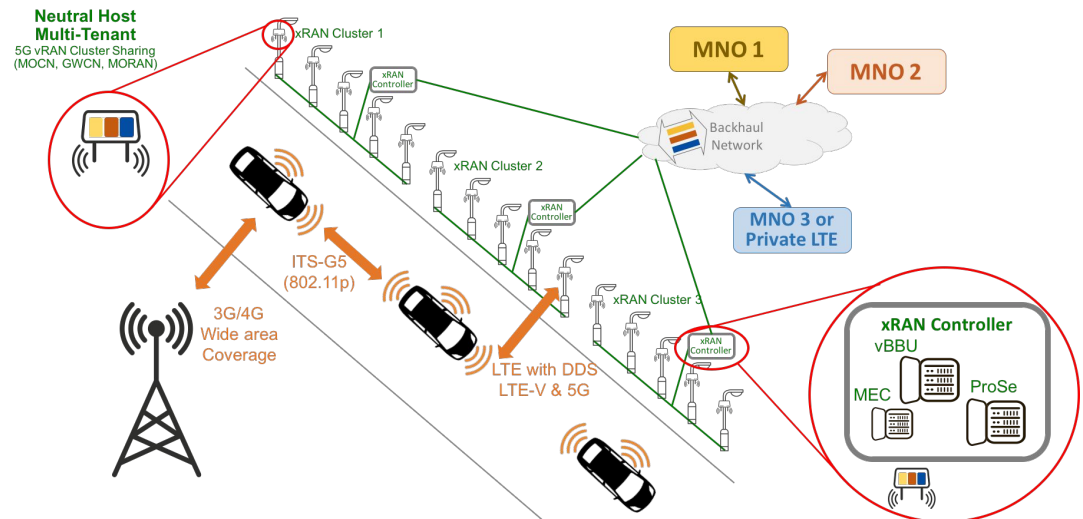 Neutral Host
Multi-Tenant
5G vRAN Cluster Sharing
(MOCN, GWCN, MORAN)
xRAN Cluster 1
xRAN
Controller
MNO 1
MNO 2
Backhaul
Network
MNO 3 or
Private LTE
xRAN Cluster 2
xRAN
Controller
ITS-G5
(802.11p)
3G/4G
Wide area
Coverage
xRAN Cluster 3
xRAN
Controller
LTE with DDS
LTE-V & 5G
xRAN Controller
vBBU
MEC
ProSe